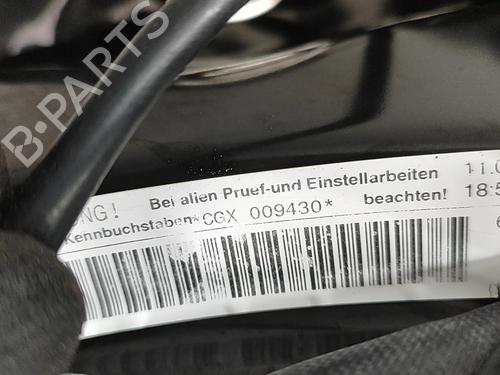 B-PARTS
NG! Bei allen Pruef-und Einstellarbeiten 11.0
Kennbuchstaben*CGX 009430* beachten! 18:5